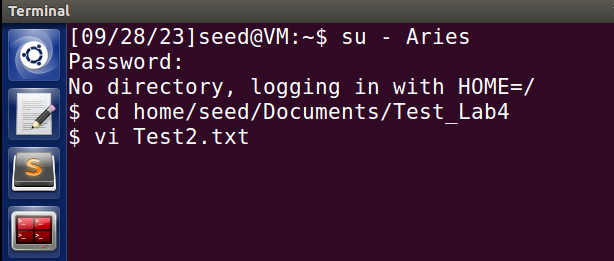 Terminal
[09/28/23]seed@VM:~$ su - Aries
Password:
No directory, logging in with HOME=/
$ cd home/seed/Documents/Test_Lab4
$ vi Test2.txt